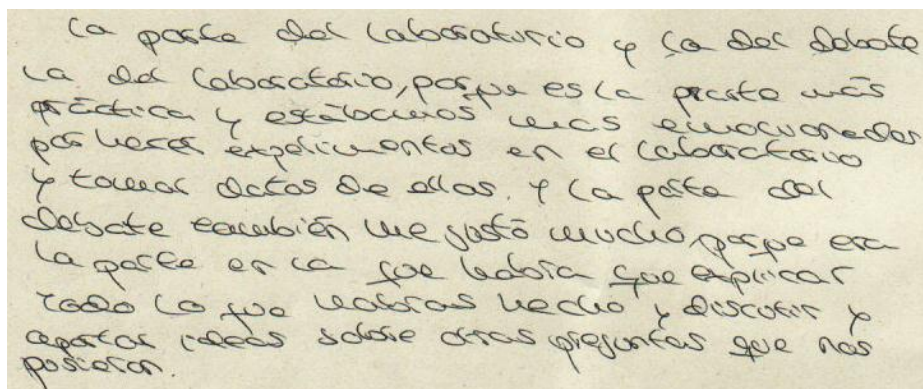 La parte del laboratorio y la del debate
La del laboratorio, porque es la parte más
práctica y estábamos mas emocionados
por hacer experimentos en el laboratorio
y tomar datos de ellos. Y la parte del
debate también me gustó mucho, porque era
la parte en la que había que explicar
todo lo que habías hecho y discutir y
aportar ideas sobre otras preguntas que nos
pusieron.